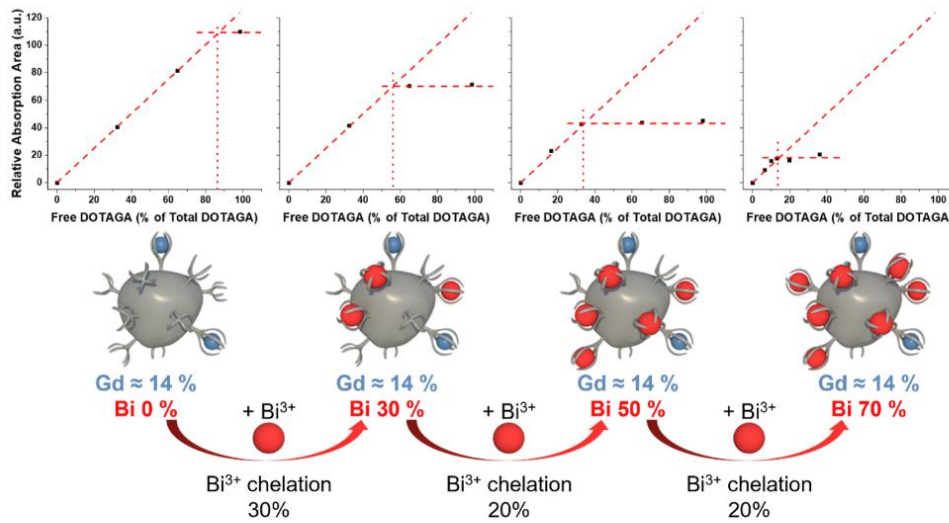 Relative Absorption Area (a.u.)
120
100
80
60
40
20
0
0 20 40 60 80 100
0 20 40 60 80 100
0 20 40 60 80 100
0 20 40 60 80 100
Free DOTAGA (% of Total DOTAGA)
Free DOTAGA (% of Total DOTAGA)
Free DOTAGA (% of Total DOTAGA)
Free DOTAGA (% of Total DOTAGA)
Gd ≈ 14 %
Bi 0 %
Gd ≈ 14 %
Bi 30 %
Gd ≈ 14 %
Bi 50 %
Gd ≈ 14 %
Bi 70 %
+ Bi³⁺
+ Bi³⁺
+ Bi³⁺
Bi³⁺ chelation
30%
Bi³⁺ chelation
20%
Bi³⁺ chelation
20%